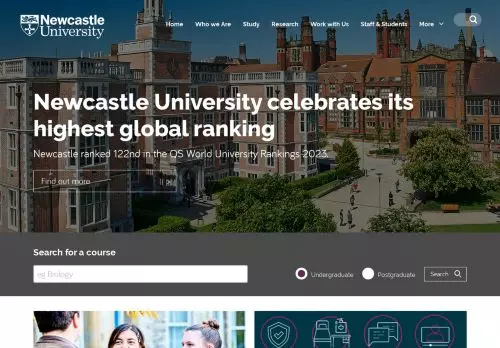 Newcastle
University
Home Who we Are Study Research Work with Us Staff & Students More
Newcastle University celebrates its
highest global ranking
Newcastle ranked 122nd in the QS World University Rankings 2023.
Find out more
Search for a course
eg Biology
Undergraduate Postgraduate Search